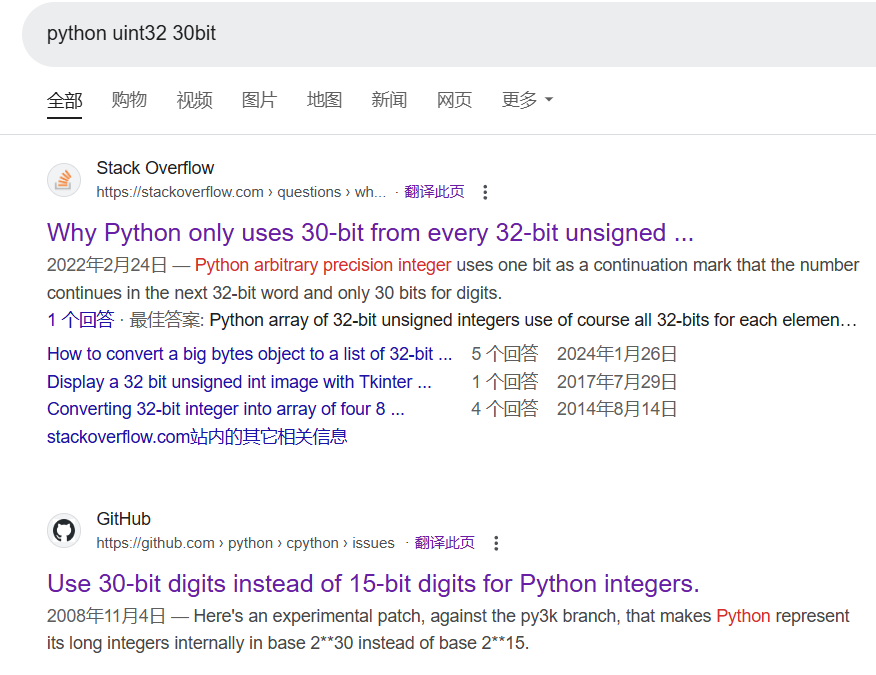 python uint32 30bit
全部 购物 视频 图片 地图 新闻 网页 更多
Stack Overflow
https://stackoverflow.com › questions › wh... · 翻译此页
Why Python only uses 30-bit from every 32-bit unsigned ...
2022年2月24日 — Python arbitrary precision integer uses one bit as a continuation mark that the number
continues in the next 32-bit word and only 30 bits for digits.
1 个回答 · 最佳答案: Python array of 32-bit unsigned integers use of course all 32-bits for each elemen…
How to convert a big bytes object to a list of 32-bit ... 5 个回答 2024年1月26日
Display a 32 bit unsigned int image with Tkinter ... 1 个回答 2017年7月29日
Converting 32-bit integer into array of four 8 ... 4 个回答 2014年8月14日
stackoverflow.com站内的其它相关信息
GitHub
https://github.com › python › cpython › issues · 翻译此页
Use 30-bit digits instead of 15-bit digits for Python integers.
2008年11月4日 — Here's an experimental patch, against the py3k branch, that makes Python represent
its long integers internally in base 2**30 instead of base 2**15.